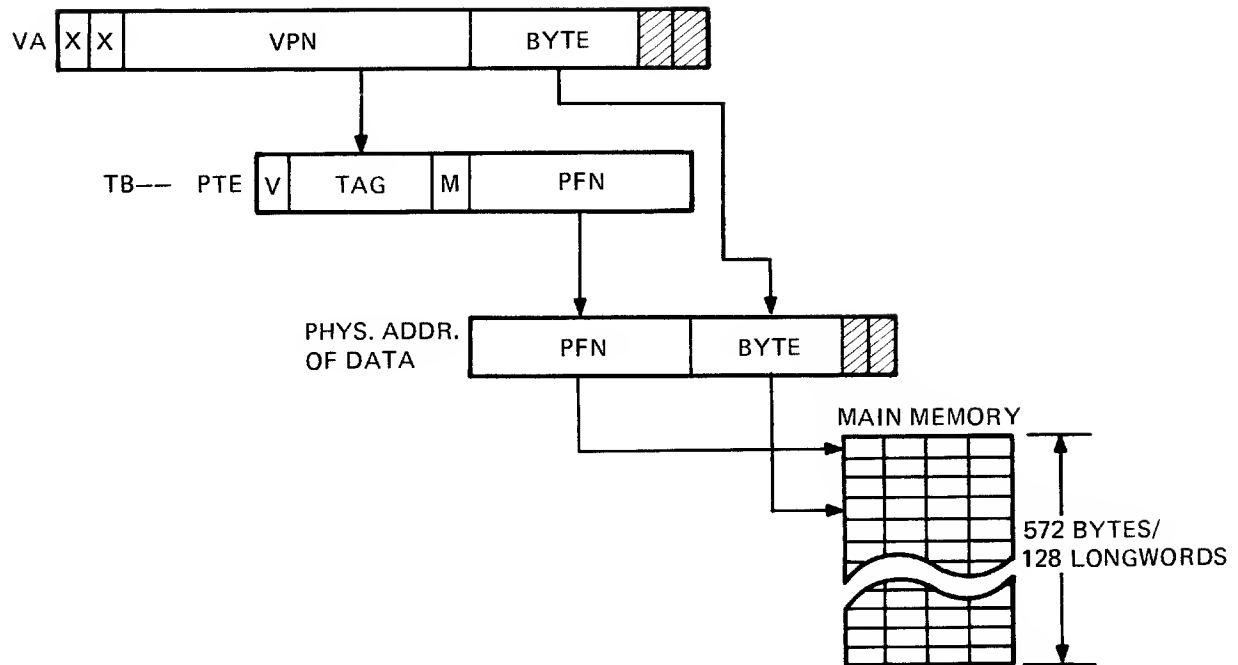 VA X X VPN BYTE
TB–– PTE V TAG M PFN
PHYS. ADDR.
OF DATA
PFN BYTE
MAIN MEMORY
572 BYTES/
128 LONGWORDS